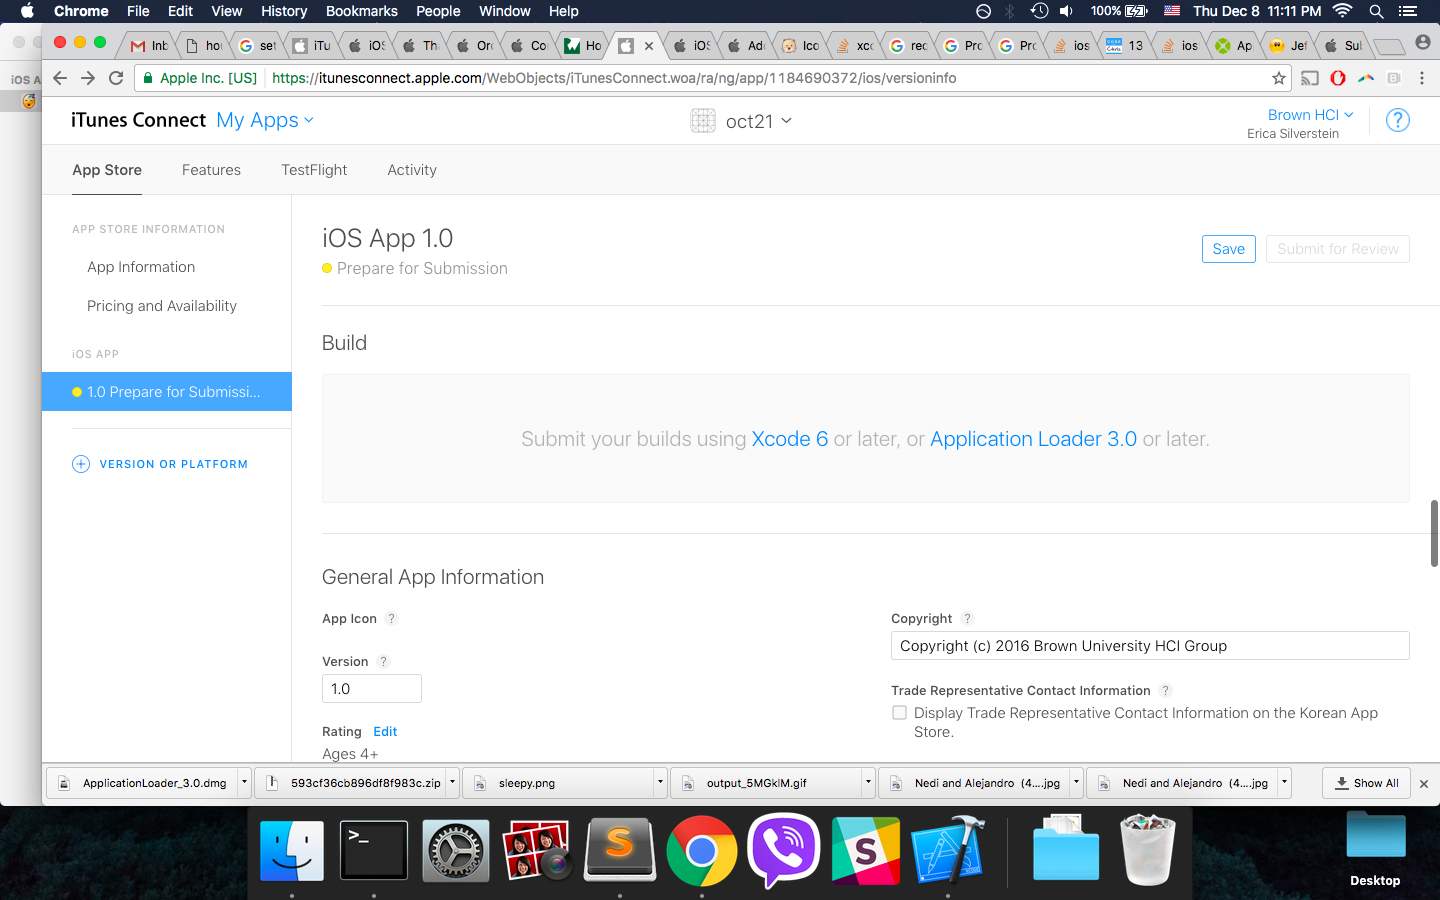 Chrome File Edit View History Bookmarks People Window Help 100% Thu Dec 8 11:11 PM
Inb hou set iTu iOS Th Orc Co Ho iOS Ado Ico xco rec Pro Pro ios 13 ios Ap Jef Sul
Apple Inc. [US] https://itunesconnect.apple.com/WebObjects/iTunesConnect.woa/ra/ng/app/1184690372/ios/versioninfo
iOS A
iTunes Connect My Apps oct21 Brown HCI ?
Erica Silverstein
App Store Features TestFlight Activity
APP STORE INFORMATION
App Information
Pricing and Availability
iOS APP
1.0 Prepare for Submissi...
VERSION OR PLATFORM
iOS App 1.0
Prepare for Submission
Save Submit for Review
Build
Submit your builds using Xcode 6 or later, or Application Loader 3.0 or later.
General App Information
App Icon ?
Version ?
1.0
Rating Edit
Ages 4+
Copyright ?
Copyright (c) 2016 Brown University HCI Group
Trade Representative Contact Information ?
Display Trade Representative Contact Information on the Korean App
Store.
ApplicationLoader_3.0.dmg 593cf36cb896df8f983c.zip sleepy.png output_5MGkIM.gif Nedi and Alejandro (4....jpg Nedi and Alejandro (4....jpg Show All
>_
S
S
Desktop